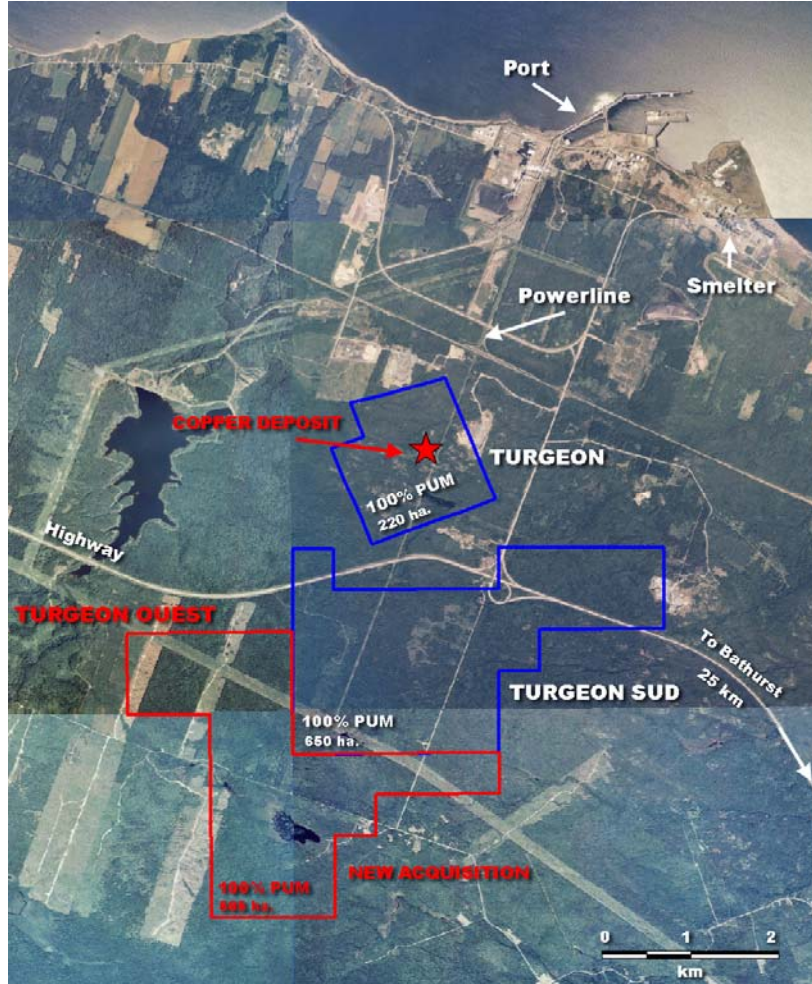 Port
Smelter
Powerline
COPPER DEPOSIT
TURGEON
100% PUM
220 ha.
Highway
TURGEON OUEST
To Bathurst
25 km
TURGEON SUD
100% PUM
650 ha.
NEW ACQUISITION
100% PUM
ha.
0 1 2
km